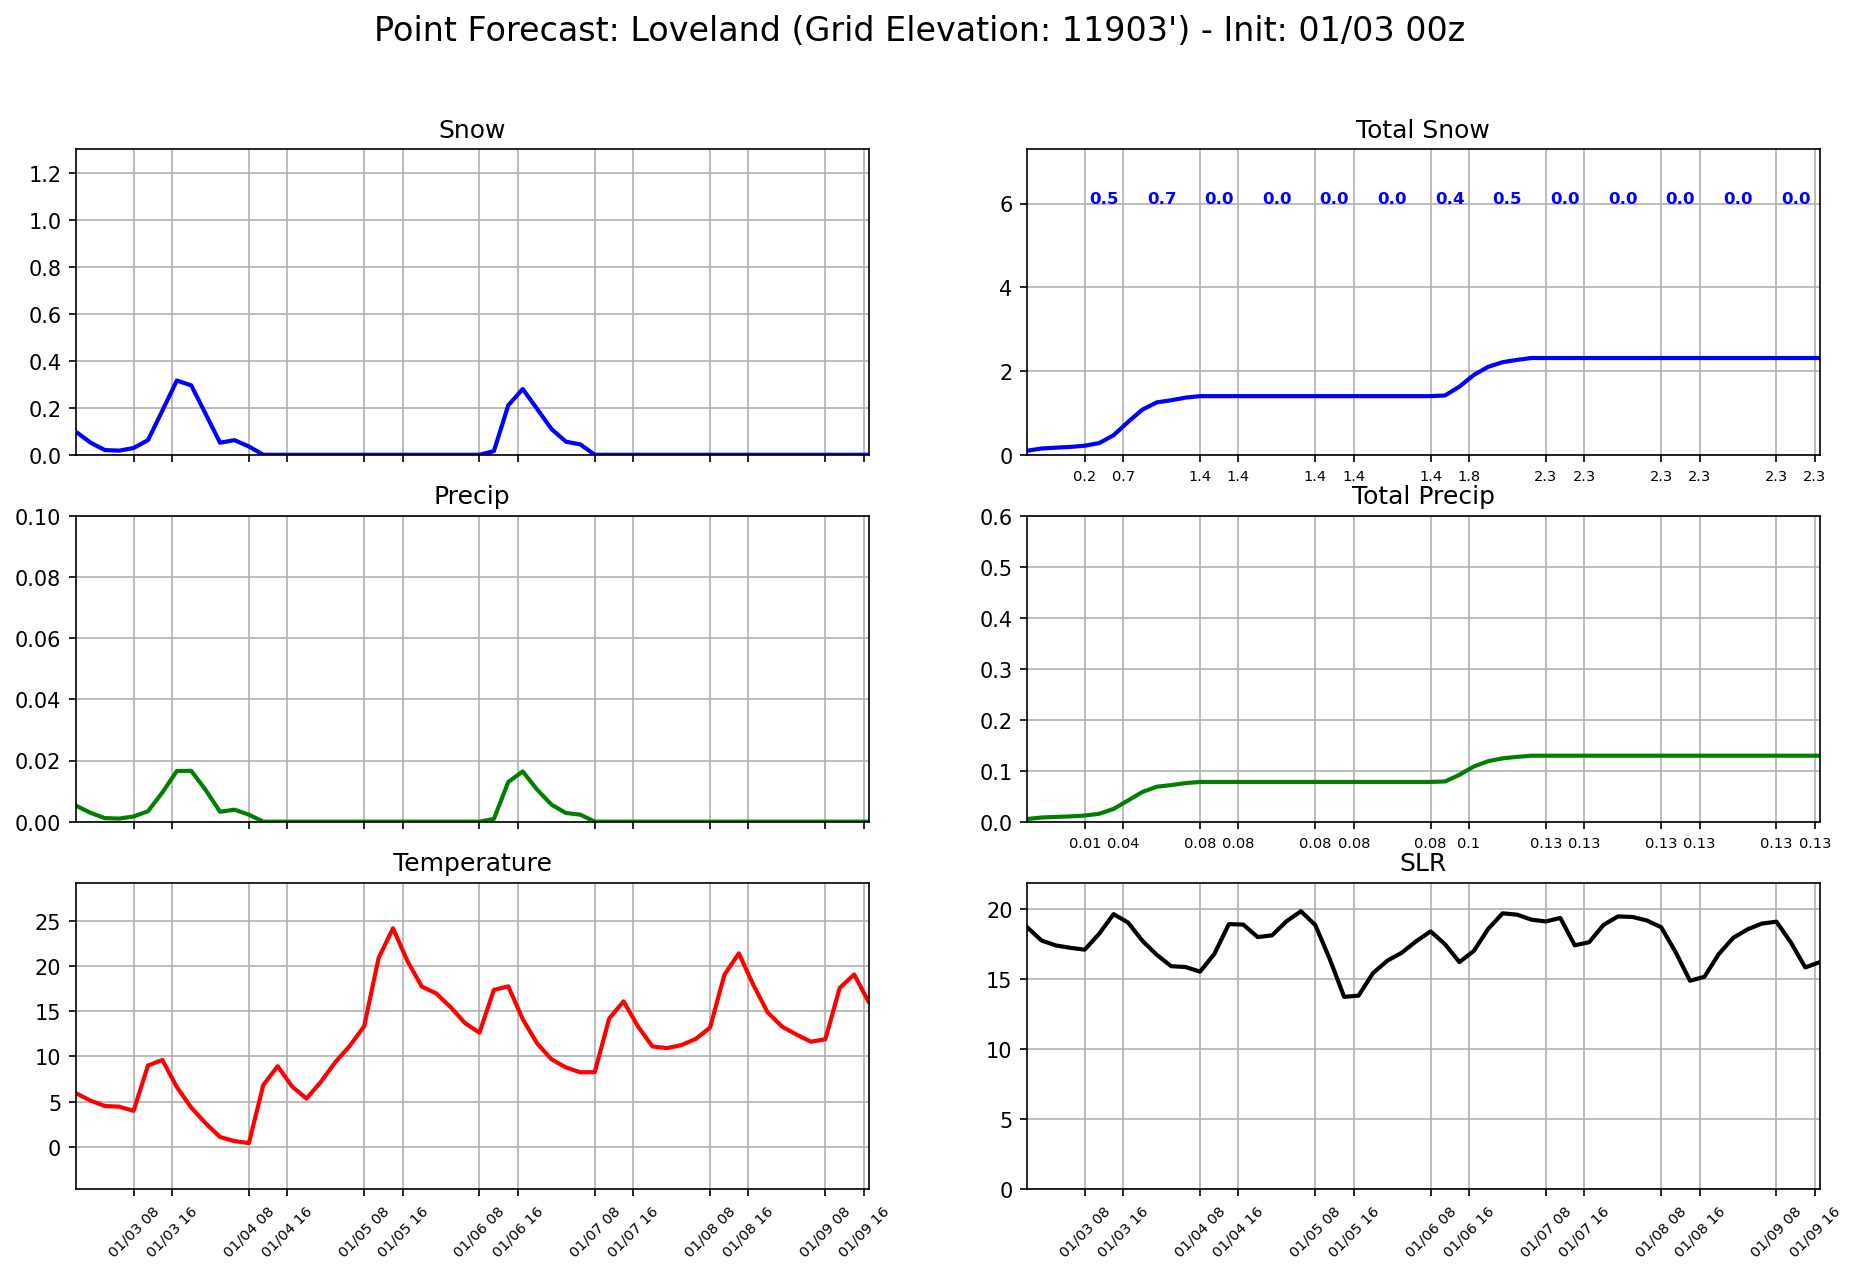 Point Forecast: Loveland (Grid Elevation: 11903') - Init: 01/03 00z
Snow
1.2
1.0
0.8
0.6
0.4
0.2
0.0
Total Snow
0.5 0.7 0.0 0.0 0.0 0.0 0.4 0.5 0.0 0.0 0.0 0.0 0.0
6
4
2
0
0.2 0.7 1.4 1.4 1.4 1.4 1.4 1.8 2.3 2.3 2.3 2.3 2.3 2.3
Precip
0.10
0.08
0.06
0.04
0.02
0.00
Total Precip
0.6
0.5
0.4
0.3
0.2
0.1
0.0
0.01 0.04 0.08 0.08 0.08 0.08 0.08 0.1 0.13 0.13 0.13 0.13 0.13 0.13
Temperature
25
20
15
10
5
0
01/03 08 01/03 16 01/04 08 01/04 16 01/05 08 01/05 16 01/06 08 01/06 16 01/07 08 01/07 16 01/08 08 01/08 16 01/09 08 01/09 16
SLR
20
15
10
5
0
01/03 08 01/03 16 01/04 08 01/04 16 01/05 08 01/05 16 01/06 08 01/06 16 01/07 08 01/07 16 01/08 08 01/08 16 01/09 08 01/09 16